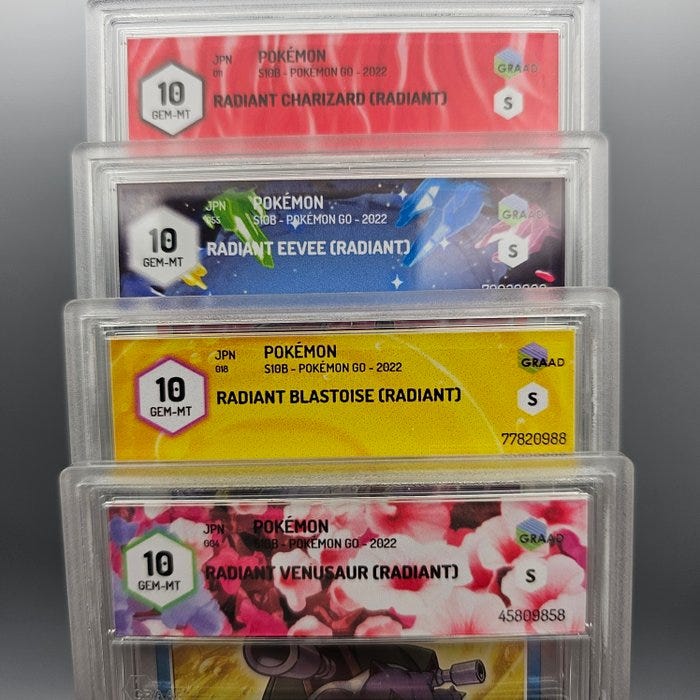 JPN POKÉMON GRAAD
011 S10B - POKÉMON GO - 2022
10 RADIANT CHARIZARD (RADIANT) S
GEM-MT
JPN POKÉMON GRAAD
055 S10B - POKÉMON GO - 2022
10 RADIANT EEVEE (RADIANT) S
GEM-MT
JPN POKÉMON GRAAD
018 S10B - POKÉMON GO - 2022
10 RADIANT BLASTOISE (RADIANT) S
GEM-MT
77820988
JPN POKÉMON GRAAD
004 S10B - POKÉMON GO - 2022
10 RADIANT VENUSAUR (RADIANT) S
GEM-MT
45809858
GRAAD